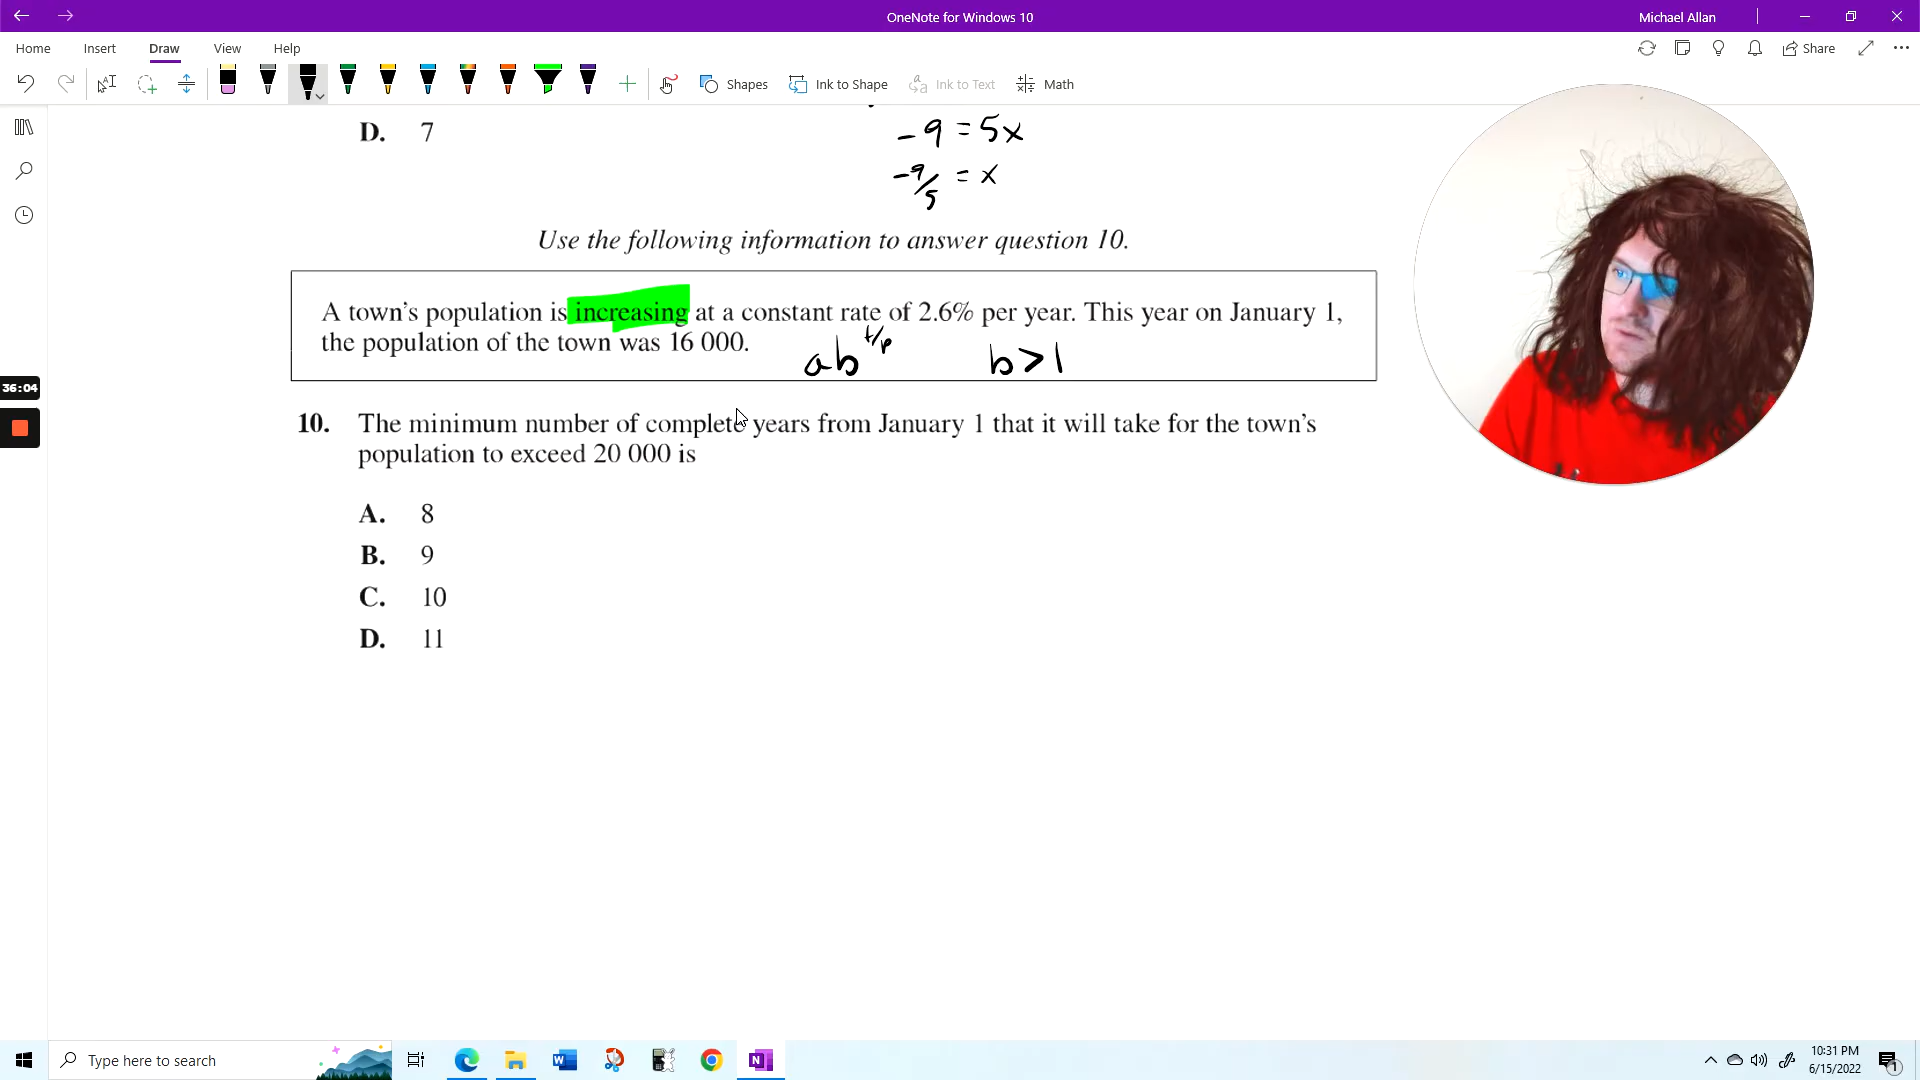 OneNote for Windows 10
Michael Allan
Home Insert Draw View Help
Share
Shapes
Ink to Shape
Ink to Text
Math
D. 7
-9 = 5x
-9/5 = x
Use the following information to answer question 10.
A town's population is increasing at a constant rate of 2.6% per year. This year on January 1,
the population of the town was 16 000.
ab^t/p b>1
36:04
10. The minimum number of complete years from January 1 that it will take for the town's
population to exceed 20 000 is
A. 8
B. 9
C. 10
D. 11
Type here to search
10:31 PM
6/15/2022
1